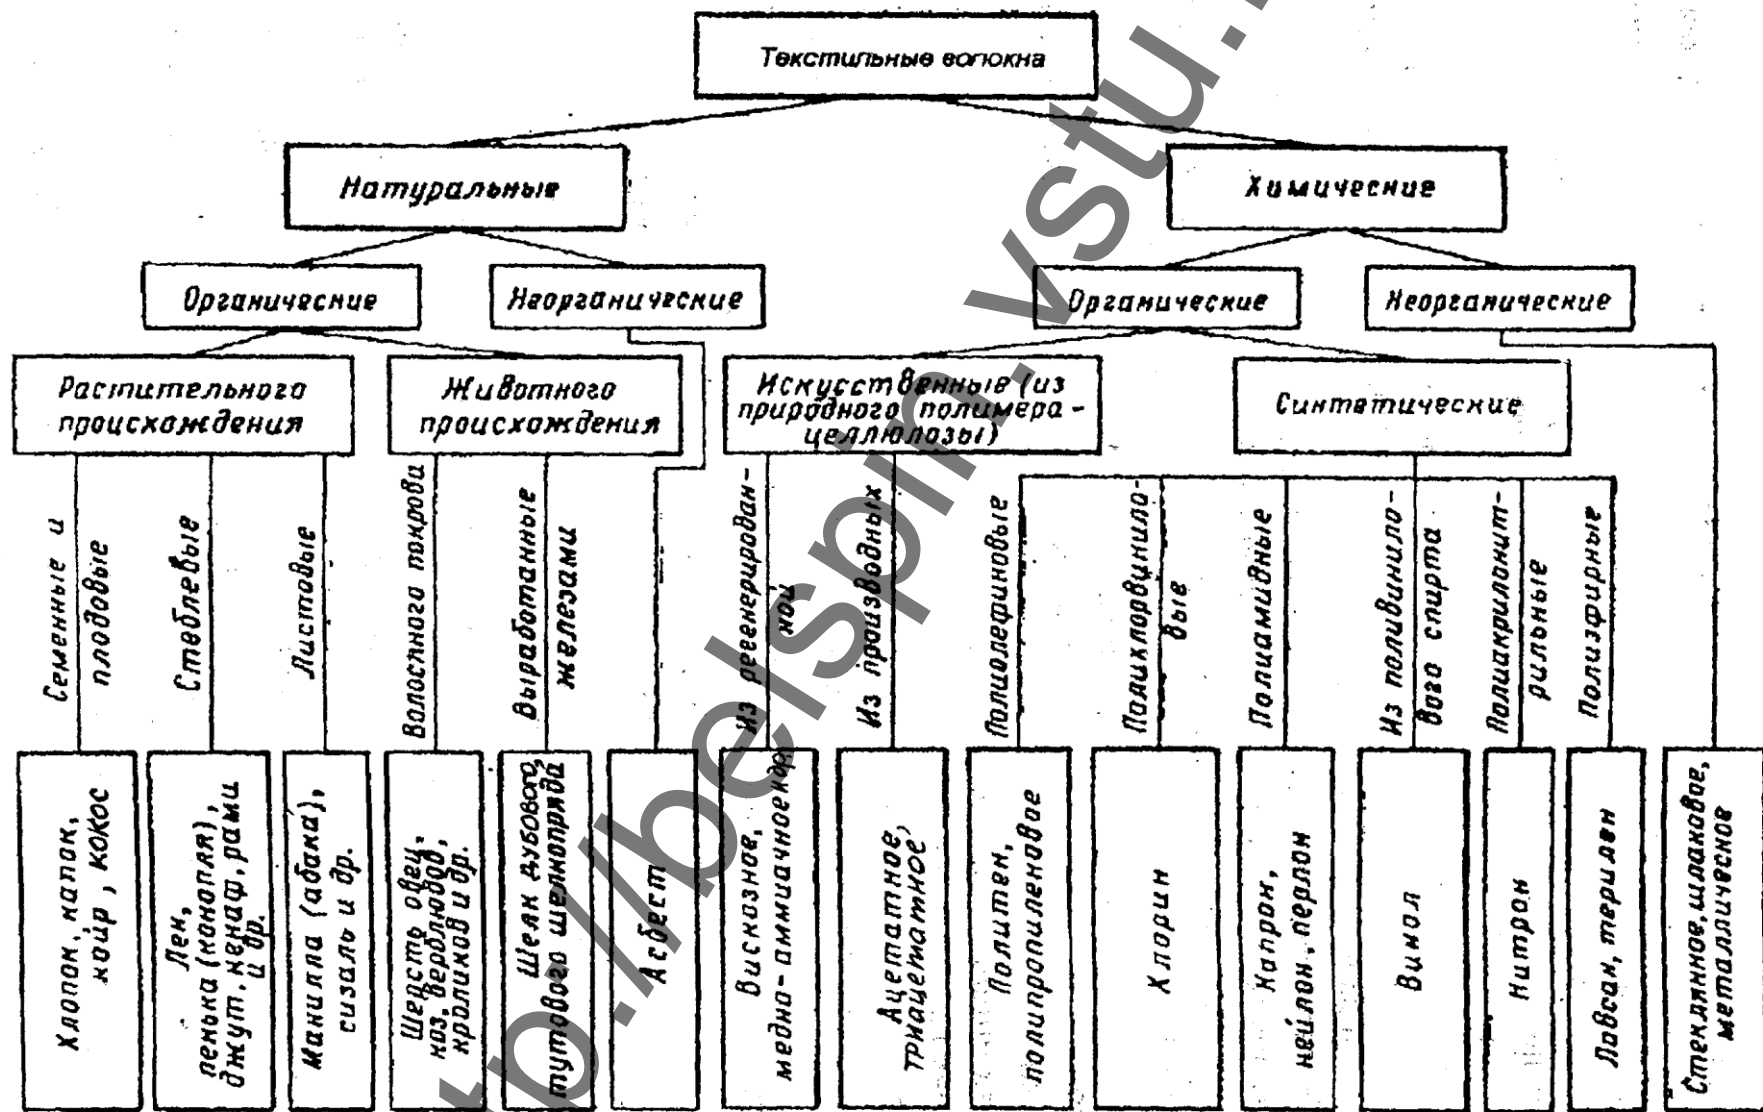 Текстильные волокна
Натуральные
Химические
Органические
Неорганические
Органические
Неорганические
Растительного
происхождения
Животного
происхождения
Искусственные (из
природного полимера -
целлюлозы)
Синтетические
Семенные и
плодовые
Стеблевые
Листовые
Волосяного покрова
Выработанные
железами
Из регенерирован-
ной
Из производных
Полиолефиновые
Полихлорвинило-
вые
Полиамидные
Из поливинило-
вого спирта
Полиакрилонит-
рильные
Полиэфирные
Хлопок, капок,
койр, кокос
Лен,
пенька (конопля),
джут, кенаф, рами
и др.
Манилла (абака),
сизаль и др.
Шерсть овец,
коз, верблюдов,
кроликов и др.
Шелк дубового,
тутового шелкопряда
Асбест
Вискозное,
медно-аммиачное и др.
Ацетатное,
триацетатное,
Политен,
полипропиленовое
Хлорин
Капрон,
нейлон, перлон
Винол
Нитрон
Лавсан, терилен
Стеклянное, шлаковое,
металлическое
tp://belspin.vstu.